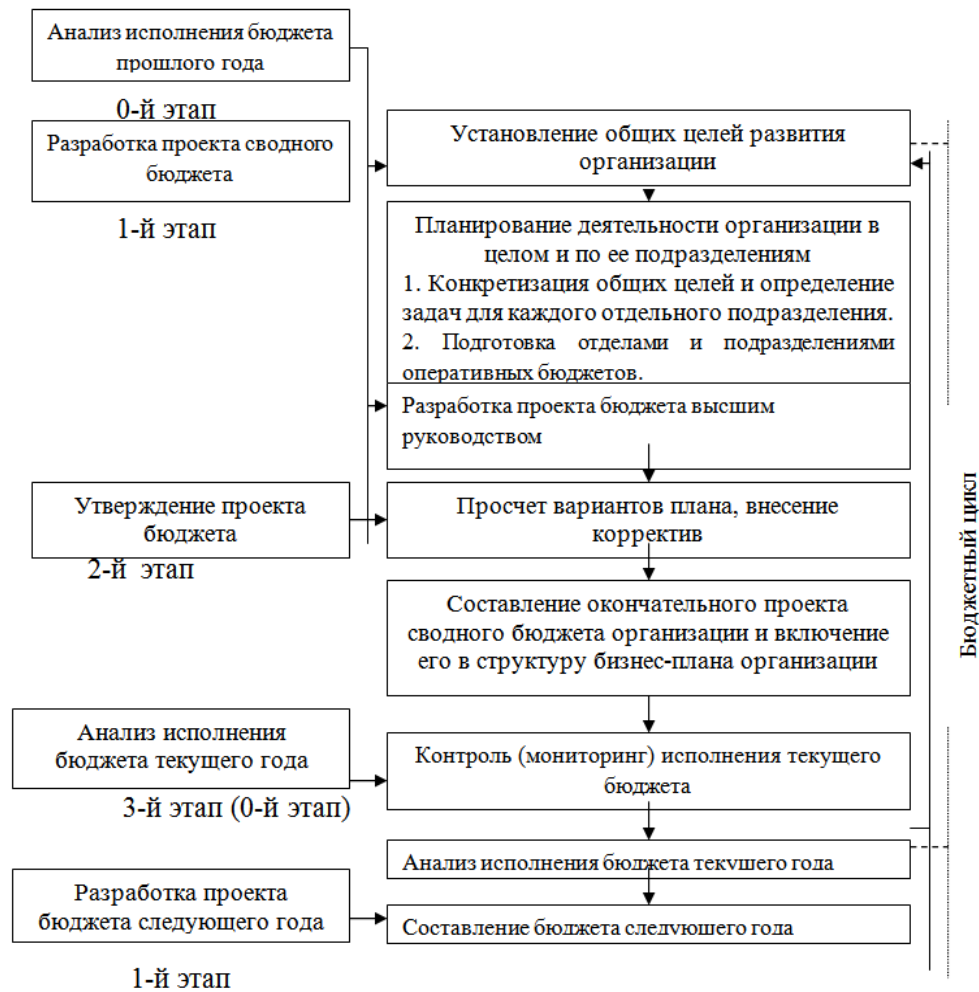 Анализ исполнения бюджета
прошлого года
0-й этап
Разработка проекта сводного
бюджета
1-й этап
Установление общих целей развития
организации
Планирование деятельности организации в
целом и по ее подразделениям
1. Конкретизация общих целей и определение
задач для каждого отдельного подразделения.
2. Подготовка отделами и подразделениями
оперативных бюджетов.
Разработка проекта бюджета высшим
руководством
Утверждение проекта
бюджета
2-й этап
Просчет вариантов плана, внесение
корректив
Составление окончательного проекта
сводного бюджета организации и включение
его в структуру бизнес-плана организации
Анализ исполнения
бюджета текущего года
3-й этап (0-й этап)
Контроль (мониторинг) исполнения текущего
бюджета
Анализ исполнения бюджета текущего года
Разработка проекта
бюджета следующего года
1-й этап
Составление бюджета следующего года
Бюджетный цикл